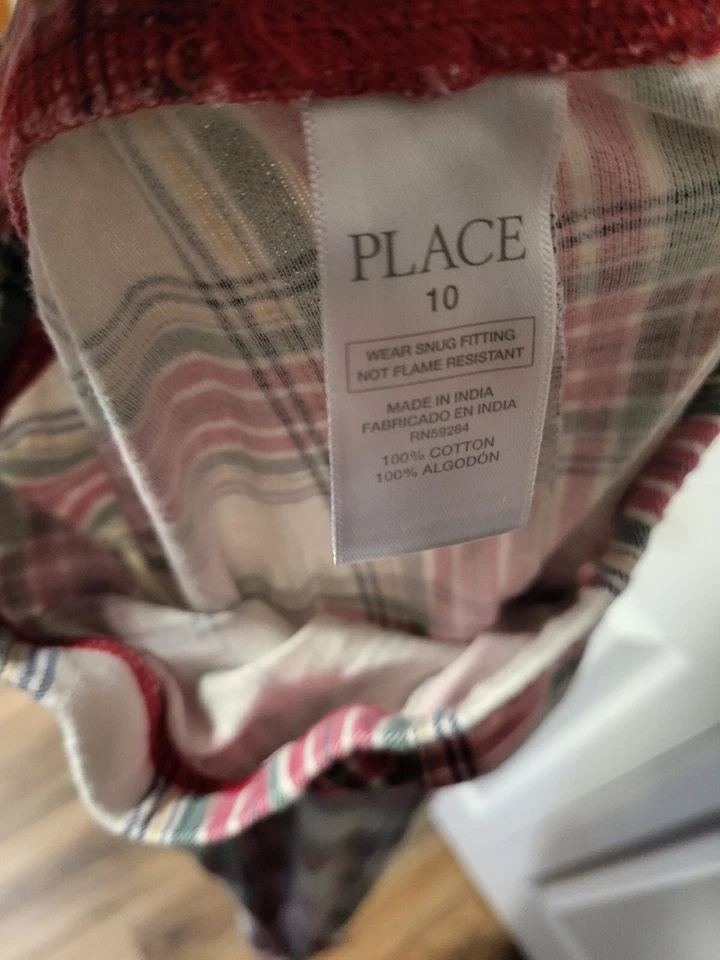 PLACE
10
WEAR SNUG FITTING
NOT FLAME RESISTANT
MADE IN INDIA
FABRICADO EN INDIA
RN59284
100% COTTON
100% ALGODÓN